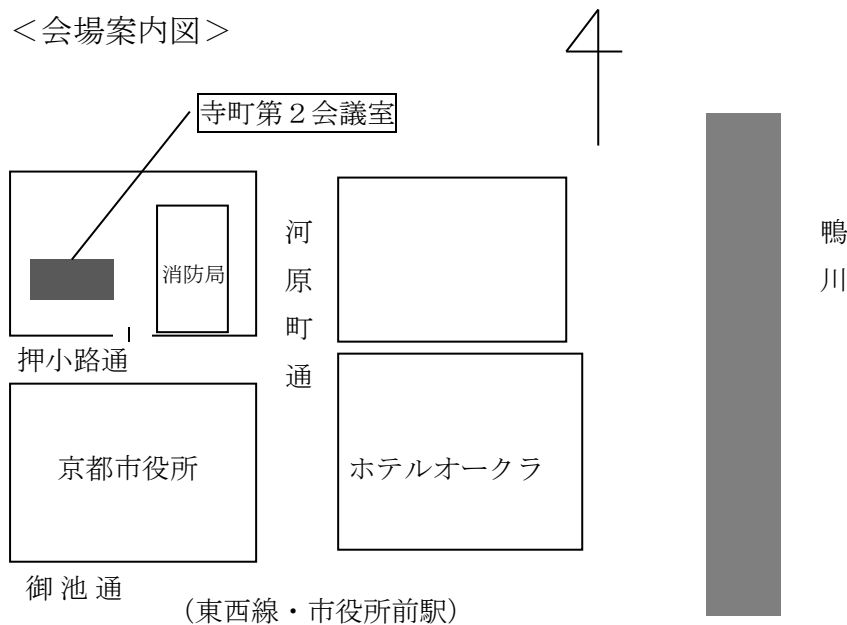 ＜会場案内図＞
寺町第２会議室
消防局
河原町通
鴨川
押小路通
京都市役所
ホテルオークラ
御池通
（東西線・市役所前駅）